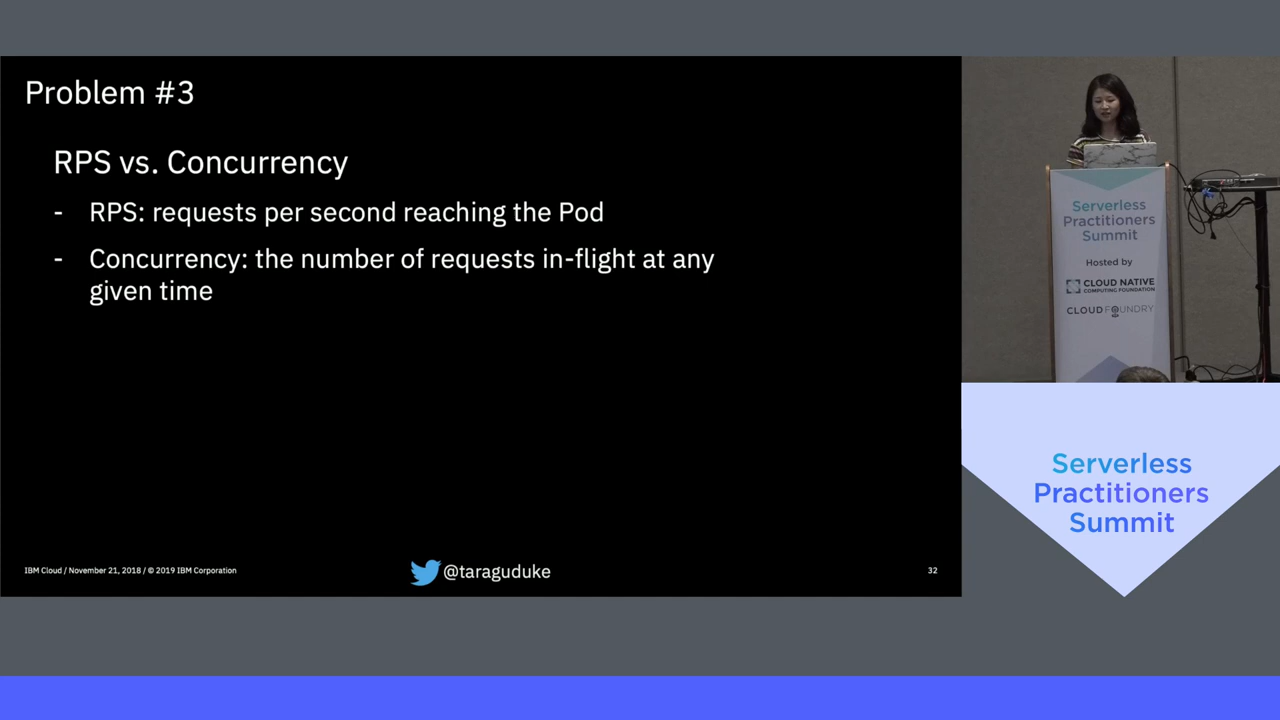 Problem #3
RPS vs. Concurrency
- RPS: requests per second reaching the Pod
- Concurrency: the number of requests in-flight at any
given time
IBM Cloud / November 21, 2018 / © 2019 IBM Corporation
@taraguduke
32
Serverless
Practitioners
Summit
Hosted by
CLOUD NATIVE
COMPUTING FOUNDATION
CLOUD FOUNDRY
Serverless
Practitioners
Summit